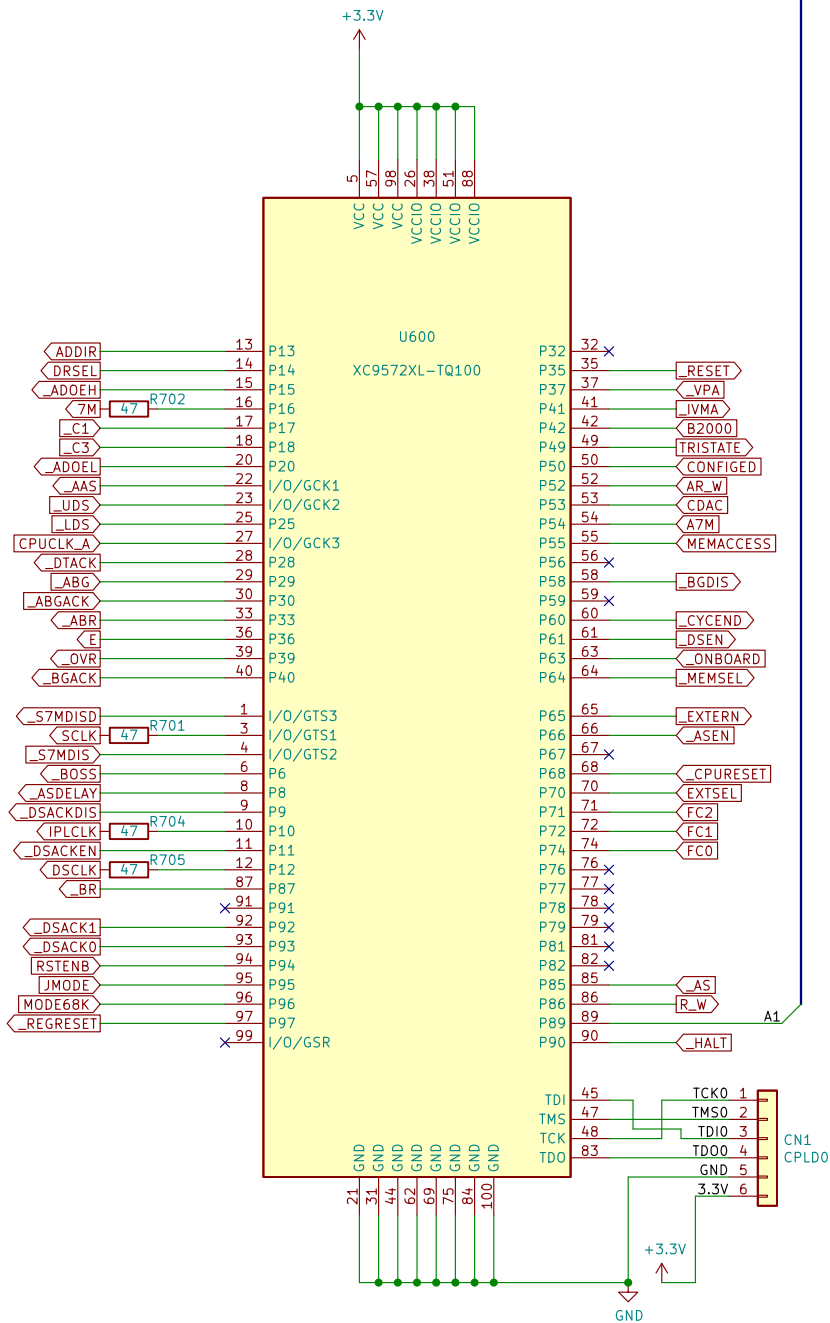 +3.3V
5 57 98 26 38 51 88
VCC VCC VCC VCCIO VCCIO VCCIO VCCIO
U600
XC9572XL-TQ100
ADDIR 13 P13
DRSEL 14 P14
_ADOEH 15 P15
7M 47 R702 16 P16
_C1 17 P17
_C3 18 P18
_ADOEL 20 P20
_AAS 22 I/O/GCK1
_UDS 23 I/O/GCK2
_LDS 25 P25
CPUCLK_A 27 I/O/GCK3
_DTACK 28 P28
_ABG 29 P29
_ABGACK 30 P30
_ABR 33 P33
E 36 P36
_OVR 39 P39
_BGACK 40 P40
_S7MDISD 1 I/O/GTS3
SCLK 47 R701 3 I/O/GTS1
_S7MDIS 4 I/O/GTS2
_BOSS 6 P6
_ASDELAY 8 P8
_DSACKDIS 9 P9
IPLCLK 47 R704 10 P10
_DSACKEN 11 P11
DSCLK 47 R705 12 P12
_BR 87 P87
91 P91
_DSACK1 92 P92
_DSACK0 93 P93
RSTENB 94 P94
JMODE 95 P95
MODE68K 96 P96
_REGRESET 97 P97
99 I/O/GSR
P32 32
P35 35 _RESET
P37 37 _VPA
P41 41 _IVMA
P42 42 B2000
P49 49 TRISTATE
P50 50 CONFIGED
P52 52 AR_W
P53 53 CDAC
P54 54 A7M
P55 55 MEMACCESS
P56 56
P58 58 _BGDIS
P59 59
P60 60 _CYCEND
P61 61 _DSEN
P63 63 _ONBOARD
P64 64 _MEMSEL
P65 65 _EXTERN
P66 66 _ASEN
P67 67
P68 68 _CPURESET
P70 70 EXTSEL
P71 71 FC2
P72 72 FC1
P74 74 FC0
P76 76
P77 77
P78 78
P79 79
P81 81
P82 82
P85 85 _AS
P86 86 R_W
P89 89 A1
P90 90 _HALT
TDI 45
TMS 47
TCK 48
TDO 83
TCK0 1
TMS0 2
TDI0 3
TDO0 4
GND 5
3.3V 6
CN1
CPLD0
GND GND GND GND GND GND GND GND
21 31 44 62 69 75 84 100
+3.3V
GND